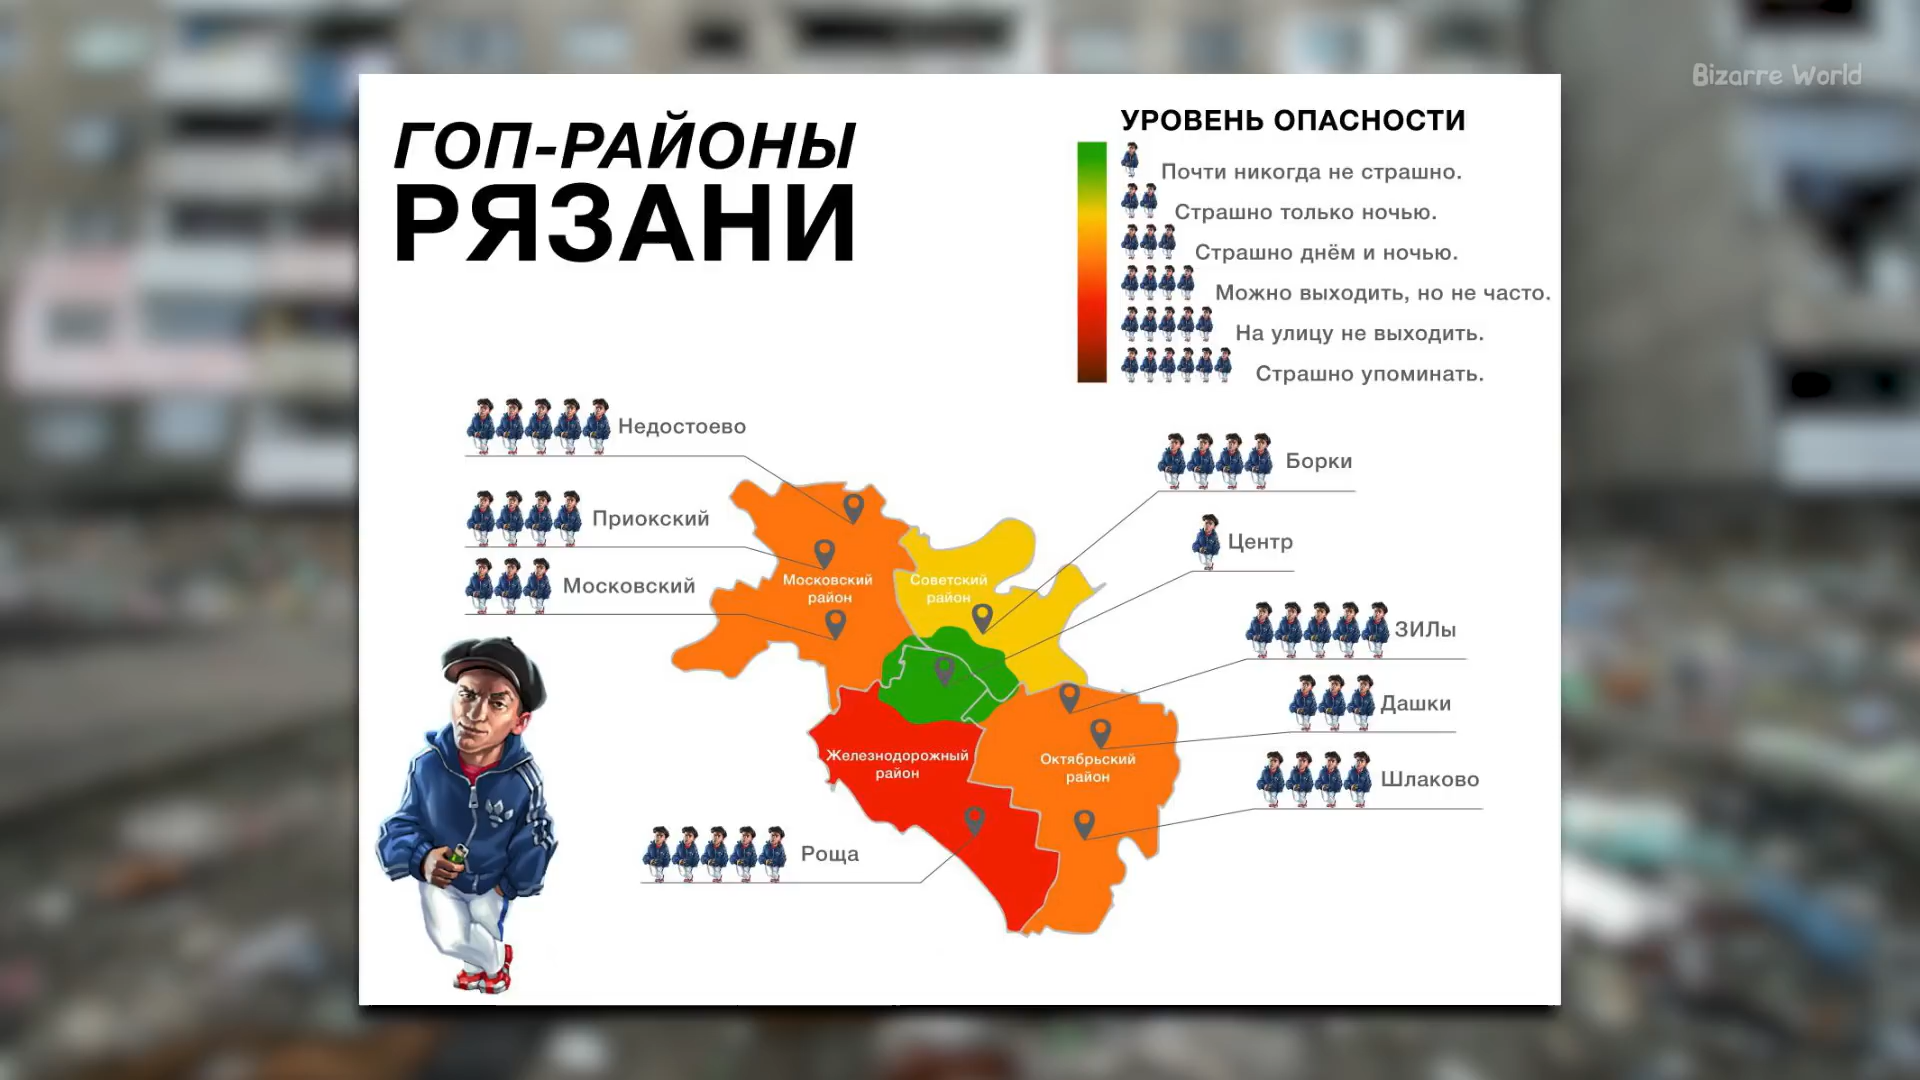 Bizarre World
ГОП-РАЙОНЫ
РЯЗАНИ
УРОВЕНЬ ОПАСНОСТИ
Почти никогда не страшно.
Страшно только ночью.
Страшно днём и ночью.
Можно выходить, но не часто.
На улицу не выходить.
Страшно упоминать.
Недостоево
Приокский
Московский
Борки
Центр
ЗИЛы
Дашки
Шлаково
Роща
Московский
район
Советский
район
Железнодорожный
район
Октябрьский
район